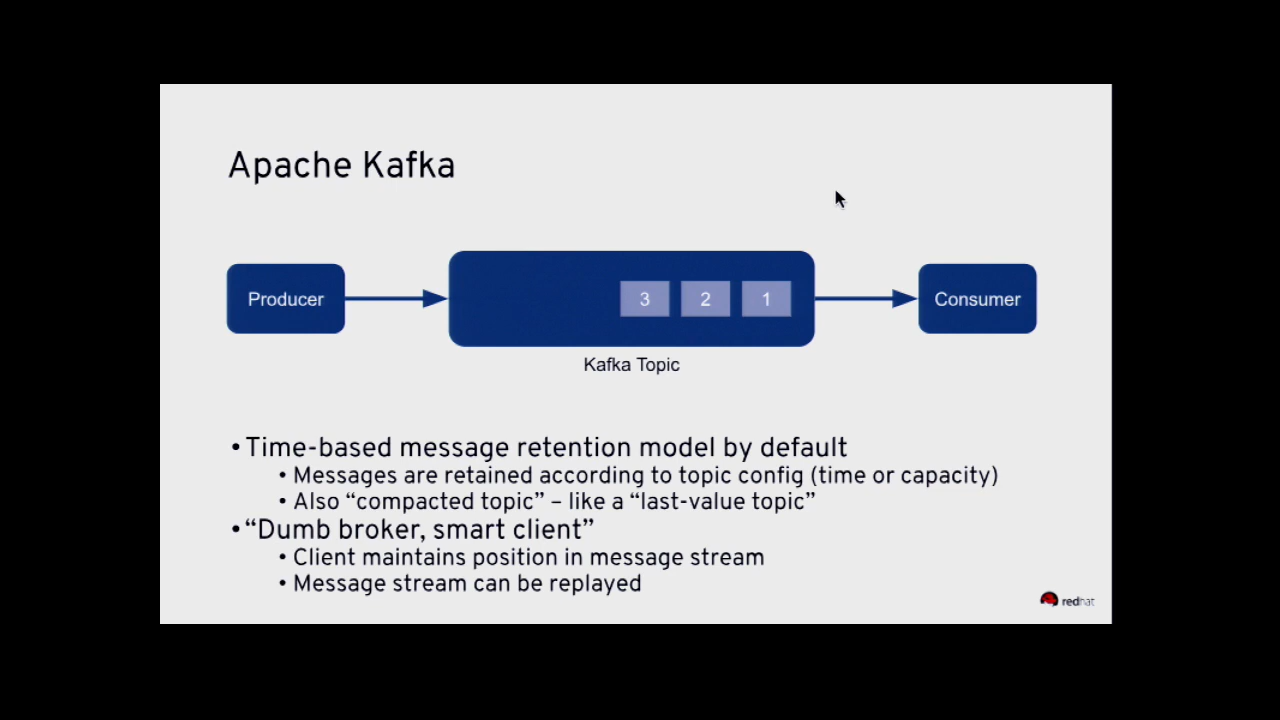 Apache Kafka
Producer
3 2 1
Consumer
Kafka Topic
• Time-based message retention model by default
• Messages are retained according to topic config (time or capacity)
• Also “compacted topic” – like a “last-value topic”
• “Dumb broker, smart client”
• Client maintains position in message stream
• Message stream can be replayed
redhat